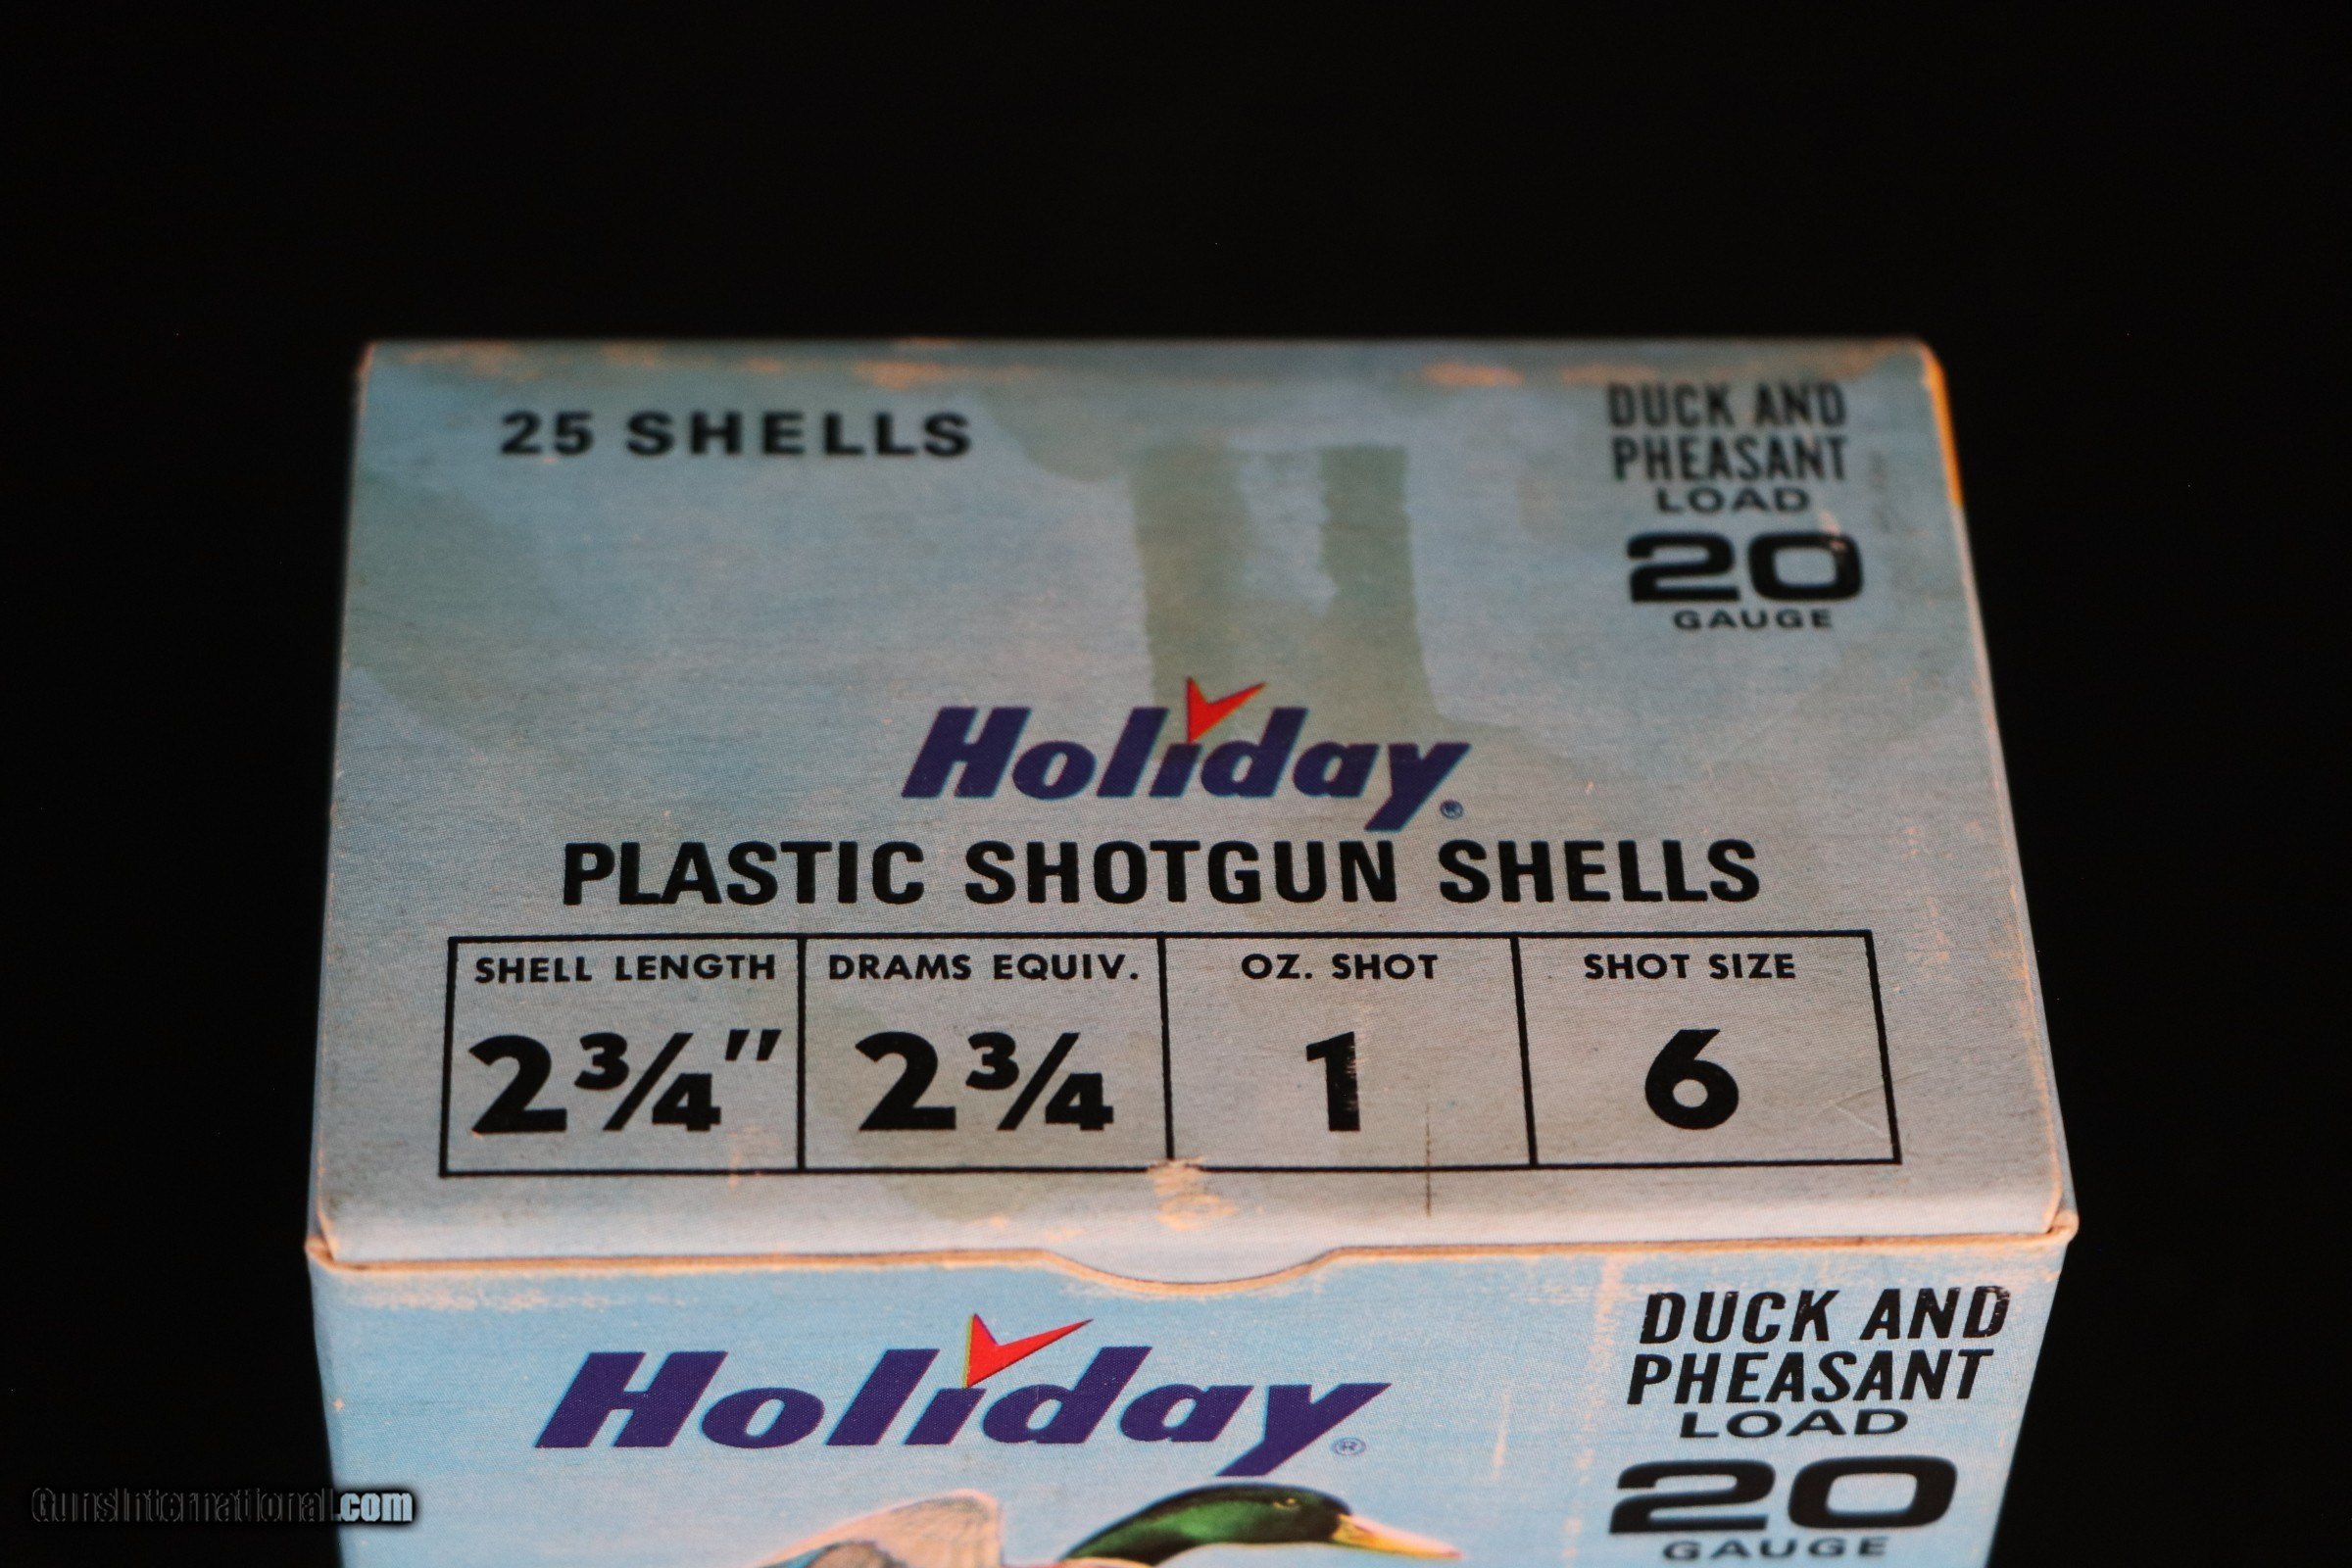 25 SHELLS
DUCK AND
PHEASANT
LOAD
20
GAUGE
Holiday®
PLASTIC SHOTGUN SHELLS
SHELL LENGTH DRAMS EQUIV. OZ. SHOT SHOT SIZE
2¾" 2¾ 1 6
Holiday®
DUCK AND
PHEASANT
LOAD
20
GAUGE
GunsInternational.com